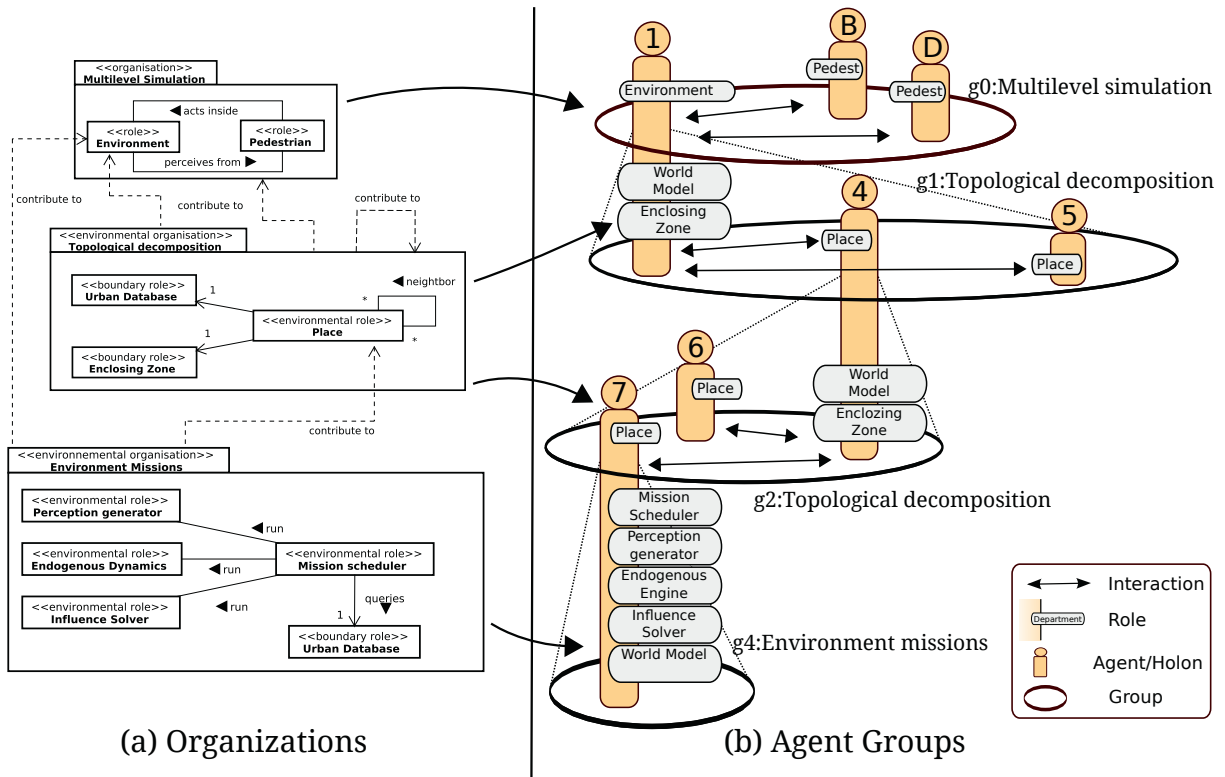 <<organisation>>
Multilevel Simulation
acts inside
<<role>>
Environment
<<role>>
Pedestrian
perceives from
contribute to
contribute to
contribute to
<<environmental organisation>>
Topological decomposition
neighbor
<<boundary role>>
Urban Database
1
*
<<environmental role>>
Place
1
*
<<boundary role>>
Enclosing Zone
contribute to
<<environnemental organisation>>
Environment Missions
<<environmental role>>
Perception generator
run
<<environmental role>>
Endogenous Dynamics
run
<<environmental role>>
Mission scheduler
<<environmental role>>
Influence Solver
run
queries
1
<<boundary role>>
Urban Database
(a) Organizations
1
B
D
Environment
Pedest
Pedest
g0:Multilevel simulation
World
Model
Enclosing
Zone
g1:Topological decomposition
4
5
Place
Place
6
7
Place
Place
World
Model
Enclozing
Zone
g2:Topological decomposition
Mission
Scheduler
Perception
generator
Endogenous
Engine
Influence
Solver
World Model
g4:Environment missions
Interaction
Department
Role
Agent/Holon
Group
(b) Agent Groups